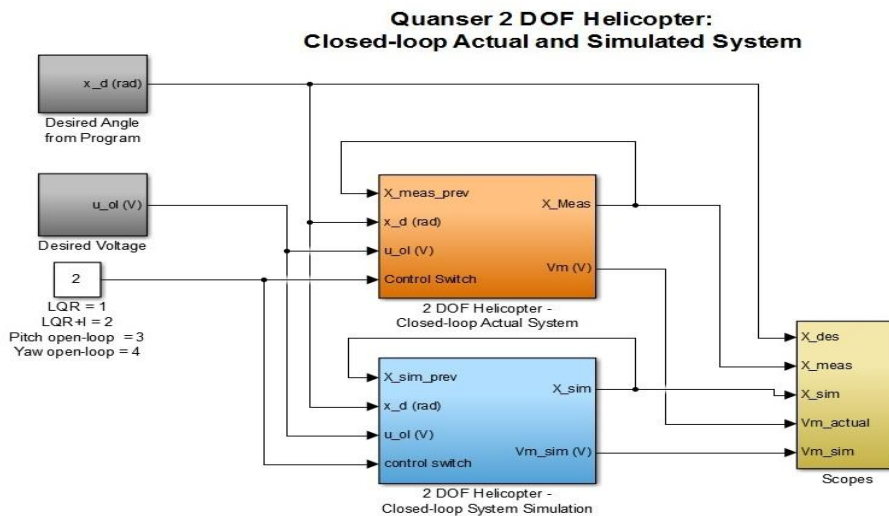 Quanser 2 DOF Helicopter:
Closed-loop Actual and Simulated System
x_d (rad)
Desired Angle
from Program
u_ol (V)
Desired Voltage
2
LQR = 1
LQR+I = 2
Pitch open-loop = 3
Yaw open-loop = 4
X_meas_prev
x_d (rad)
u_ol (V)
Control Switch
X_Meas
Vm (V)
2 DOF Helicopter -
Closed-loop Actual System
X_sim_prev
x_d (rad)
u_ol (V)
control switch
X_sim
Vm_sim (V)
2 DOF Helicopter -
Closed-loop System Simulation
X_des
X_meas
X_sim
Vm_actual
Vm_sim
Scopes